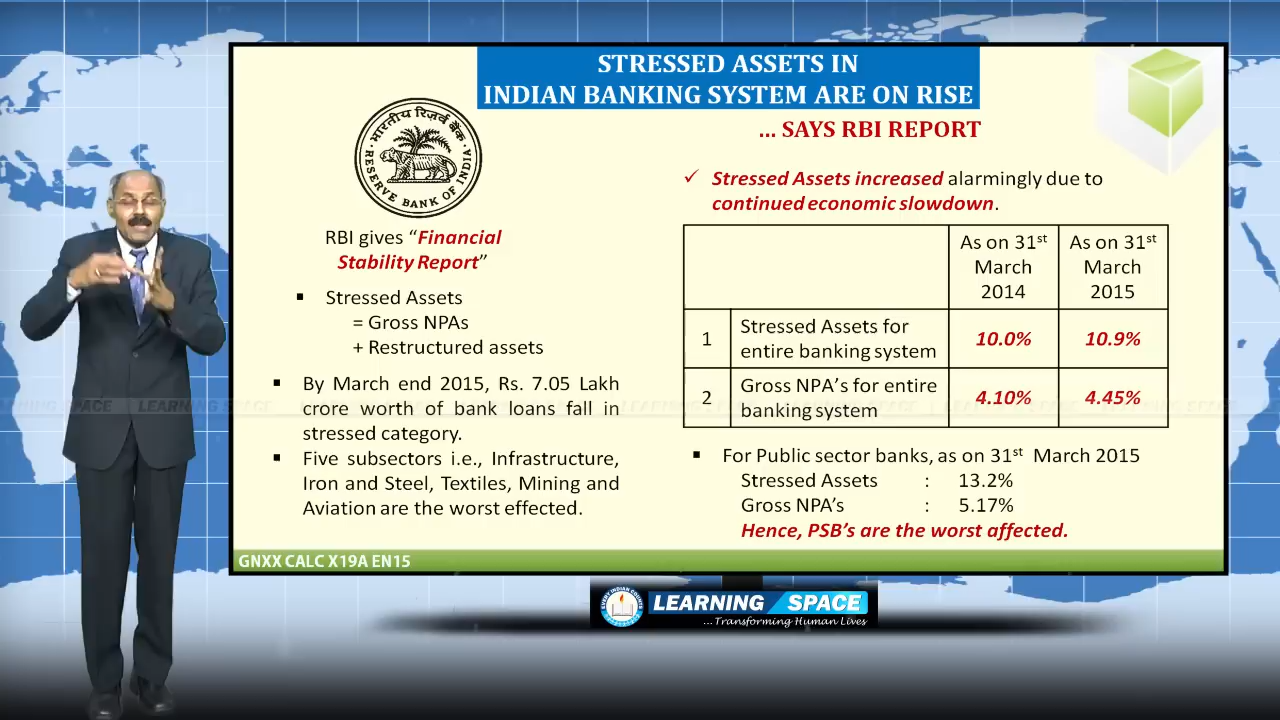 STRESSED ASSETS IN
INDIAN BANKING SYSTEM ARE ON RISE
... SAYS RBI REPORT
भारतीय रिज़र्व बैंक
RESERVE BANK OF INDIA
RBI gives “Financial
Stability Report”
▪ Stressed Assets
= Gross NPAs
+ Restructured assets
▪ By March end 2015, Rs. 7.05 Lakh
crore worth of bank loans fall in
stressed category.
▪ Five subsectors i.e., Infrastructure,
Iron and Steel, Textiles, Mining and
Aviation are the worst effected.
✓ Stressed Assets increased alarmingly due to
continued economic slowdown.
As on 31st March 2014
As on 31st March 2015
1 Stressed Assets for entire banking system 10.0% 10.9%
2 Gross NPA’s for entire banking system 4.10% 4.45%
▪ For Public sector banks, as on 31st March 2015
Stressed Assets : 13.2%
Gross NPA’s : 5.17%
Hence, PSB’s are the worst affected.
GNXX CALC X19A EN15
LEARNING SPACE
...Transforming Human Lives